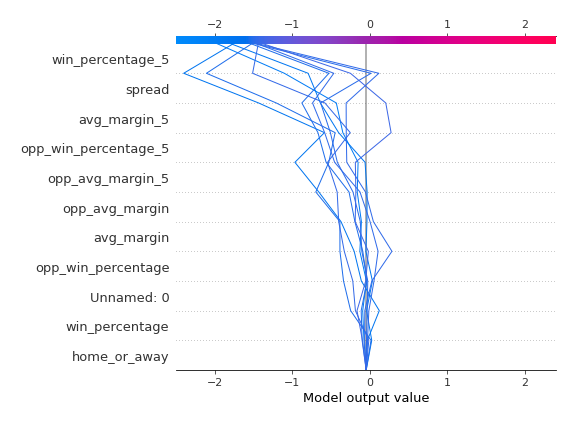 −2 −1 0 1 2
win_percentage_5
spread
avg_margin_5
opp_win_percentage_5
opp_avg_margin_5
opp_avg_margin
avg_margin
opp_win_percentage
Unnamed: 0
win_percentage
home_or_away
−2 −1 0 1 2
Model output value